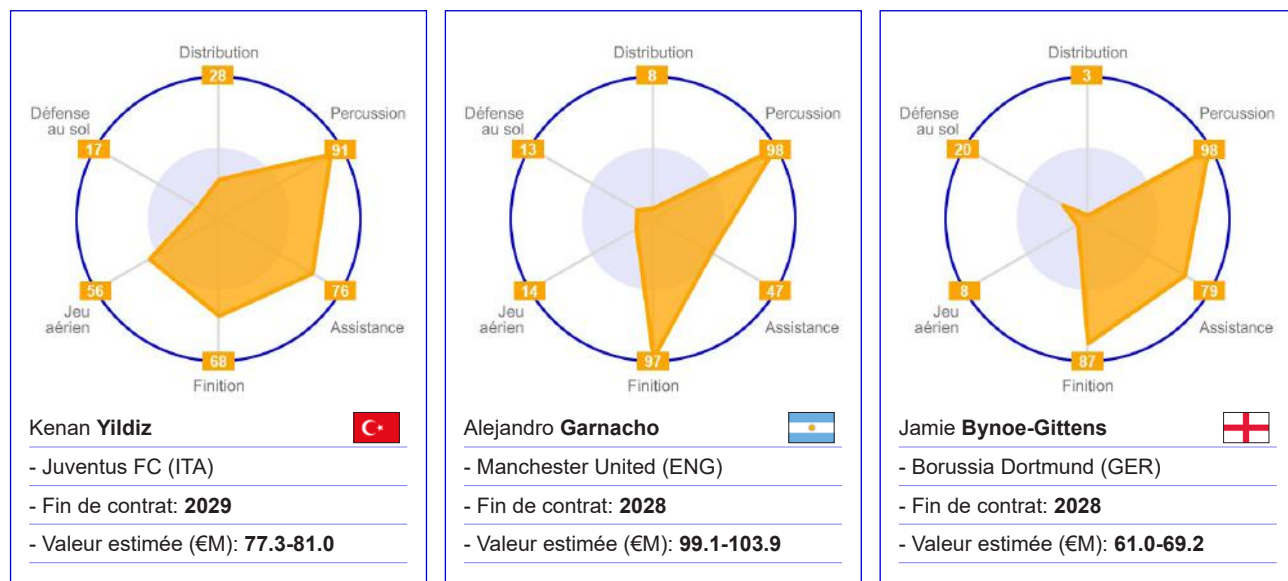 Distribution
28
Percussion
91
Défense
au sol
17
56
Jeu
aérien
76
Assistance
68
Finition
Kenan Yildiz
- Juventus FC (ITA)
- Fin de contrat: 2029
- Valeur estimée (€M): 77.3-81.0
Distribution
8
Percussion
98
Défense
au sol
13
14
Jeu
aérien
47
Assistance
97
Finition
Alejandro Garnacho
- Manchester United (ENG)
- Fin de contrat: 2028
- Valeur estimée (€M): 99.1-103.9
Distribution
3
Percussion
98
Défense
au sol
20
8
Jeu
aérien
79
Assistance
87
Finition
Jamie Bynoe-Gittens
- Borussia Dortmund (GER)
- Fin de contrat: 2028
- Valeur estimée (€M): 61.0-69.2